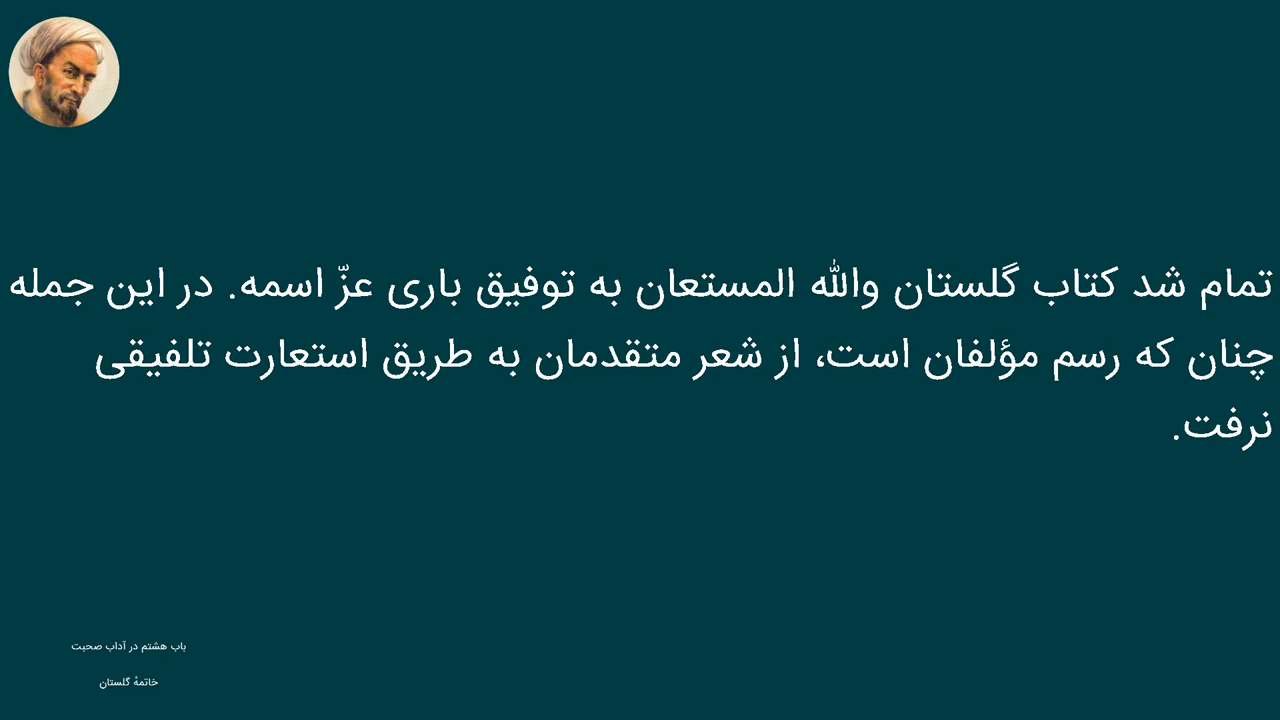 تمام شد کتاب گلستان والله المستعان به توفیق باری عزّ اسمه. در این جمله
چنان که رسم مؤلفان است، از شعر متقدمان به طریق استعارت تلفیقی
نرفت.
باب هشتم در آداب صحبت
خاتمهٔ گلستان